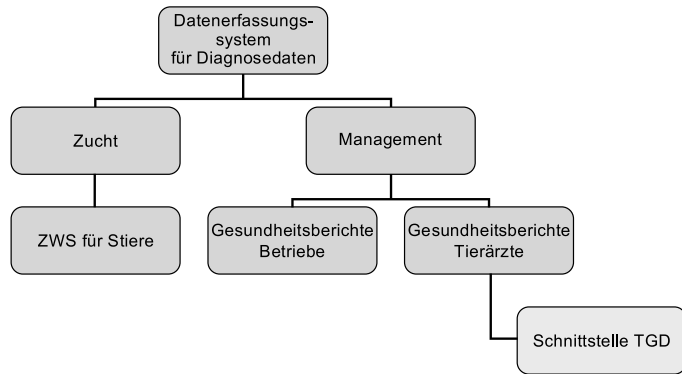 Datenerfassungs-
system
für Diagnosedaten
Zucht
Management
ZWS für Stiere
Gesundheitsberichte
Betriebe
Gesundheitsberichte
Tierärzte
Schnittstelle TGD